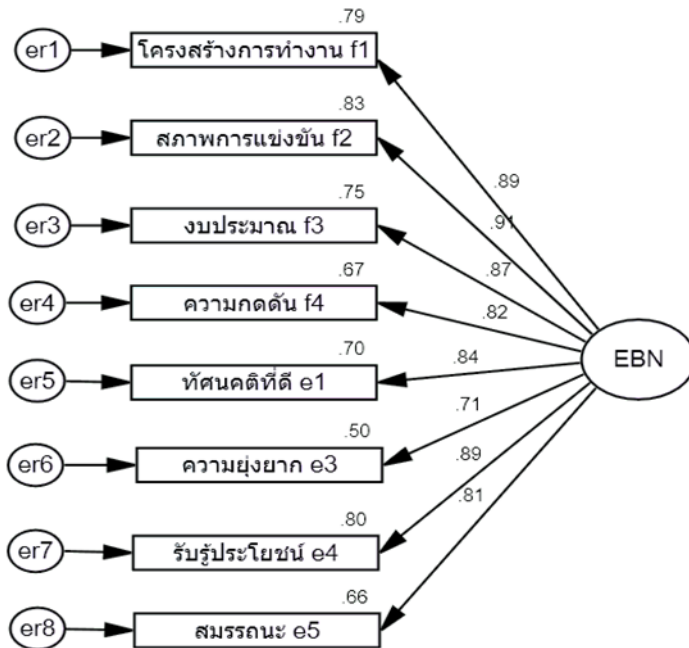 .79
er1
โครงสร้างการทำงาน f1
.83
er2
สภาพการแข่งขัน f2
.89
.75
.91
er3
งบประมาณ f3
.87
.67
er4
ความกดดัน f4
.82
.70
er5
ทัศนคติที่ดี e1
.84
EBN
.71
.50
er6
ความยุ่งยาก e3
.89
.81
.80
er7
รับรู้ประโยชน์ e4
.66
er8
สมรรถนะ e5